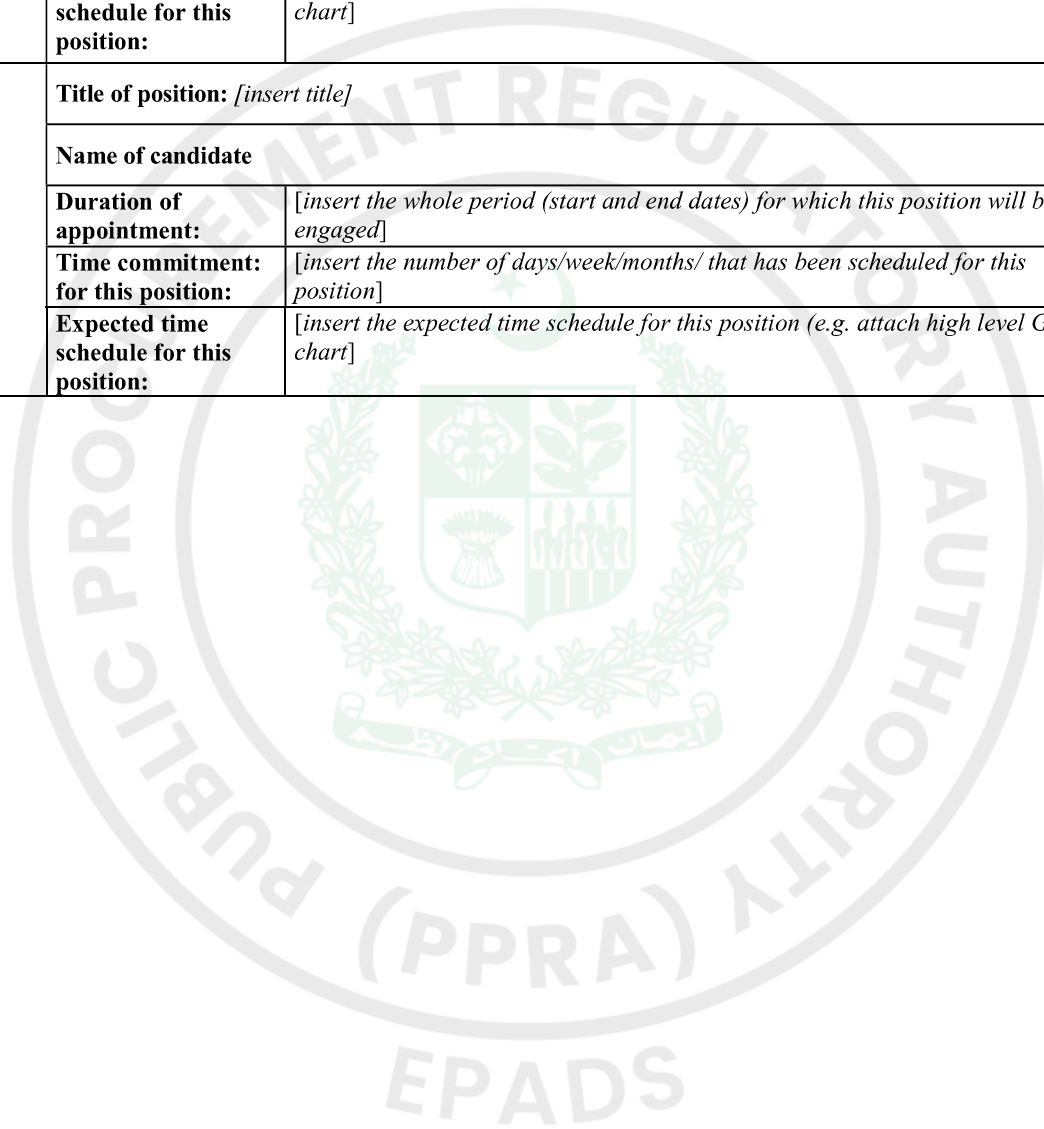 schedule for this
position:
chart]
Title of position: [insert title]
Name of candidate
Duration of
appointment:
[insert the whole period (start and end dates) for which this position will b
engaged]
Time commitment:
for this position:
[insert the number of days/week/months/ that has been scheduled for this
position]
Expected time
schedule for this
position:
[insert the expected time schedule for this position (e.g. attach high level G
chart]
PUBLIC PROCUREMENT REGULATORY AUTHORITY
(PPRA)
EPADS